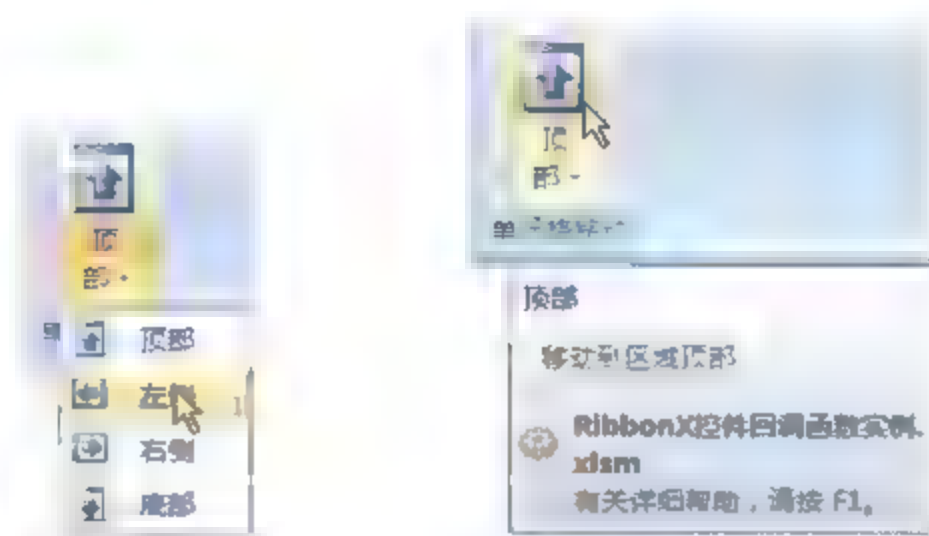 顶
部
顶部
左侧
右侧
底部
顶
部
单
顶部
移动到区域顶部
RibbonX控件回调函数实例.
xlsm
有关详细帮助，请按 F1。